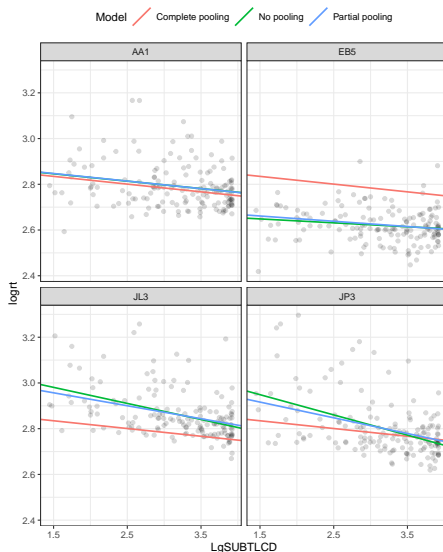 Model Complete pooling No pooling Partial pooling
AA1 EB5
3.2
3.0
2.8
2.6
2.4
logrt
JL3 JP3
3.2
3.0
2.8
2.6
2.4
1.5 2.5 3.5 1.5 2.5 3.5
LgSUBTLCD